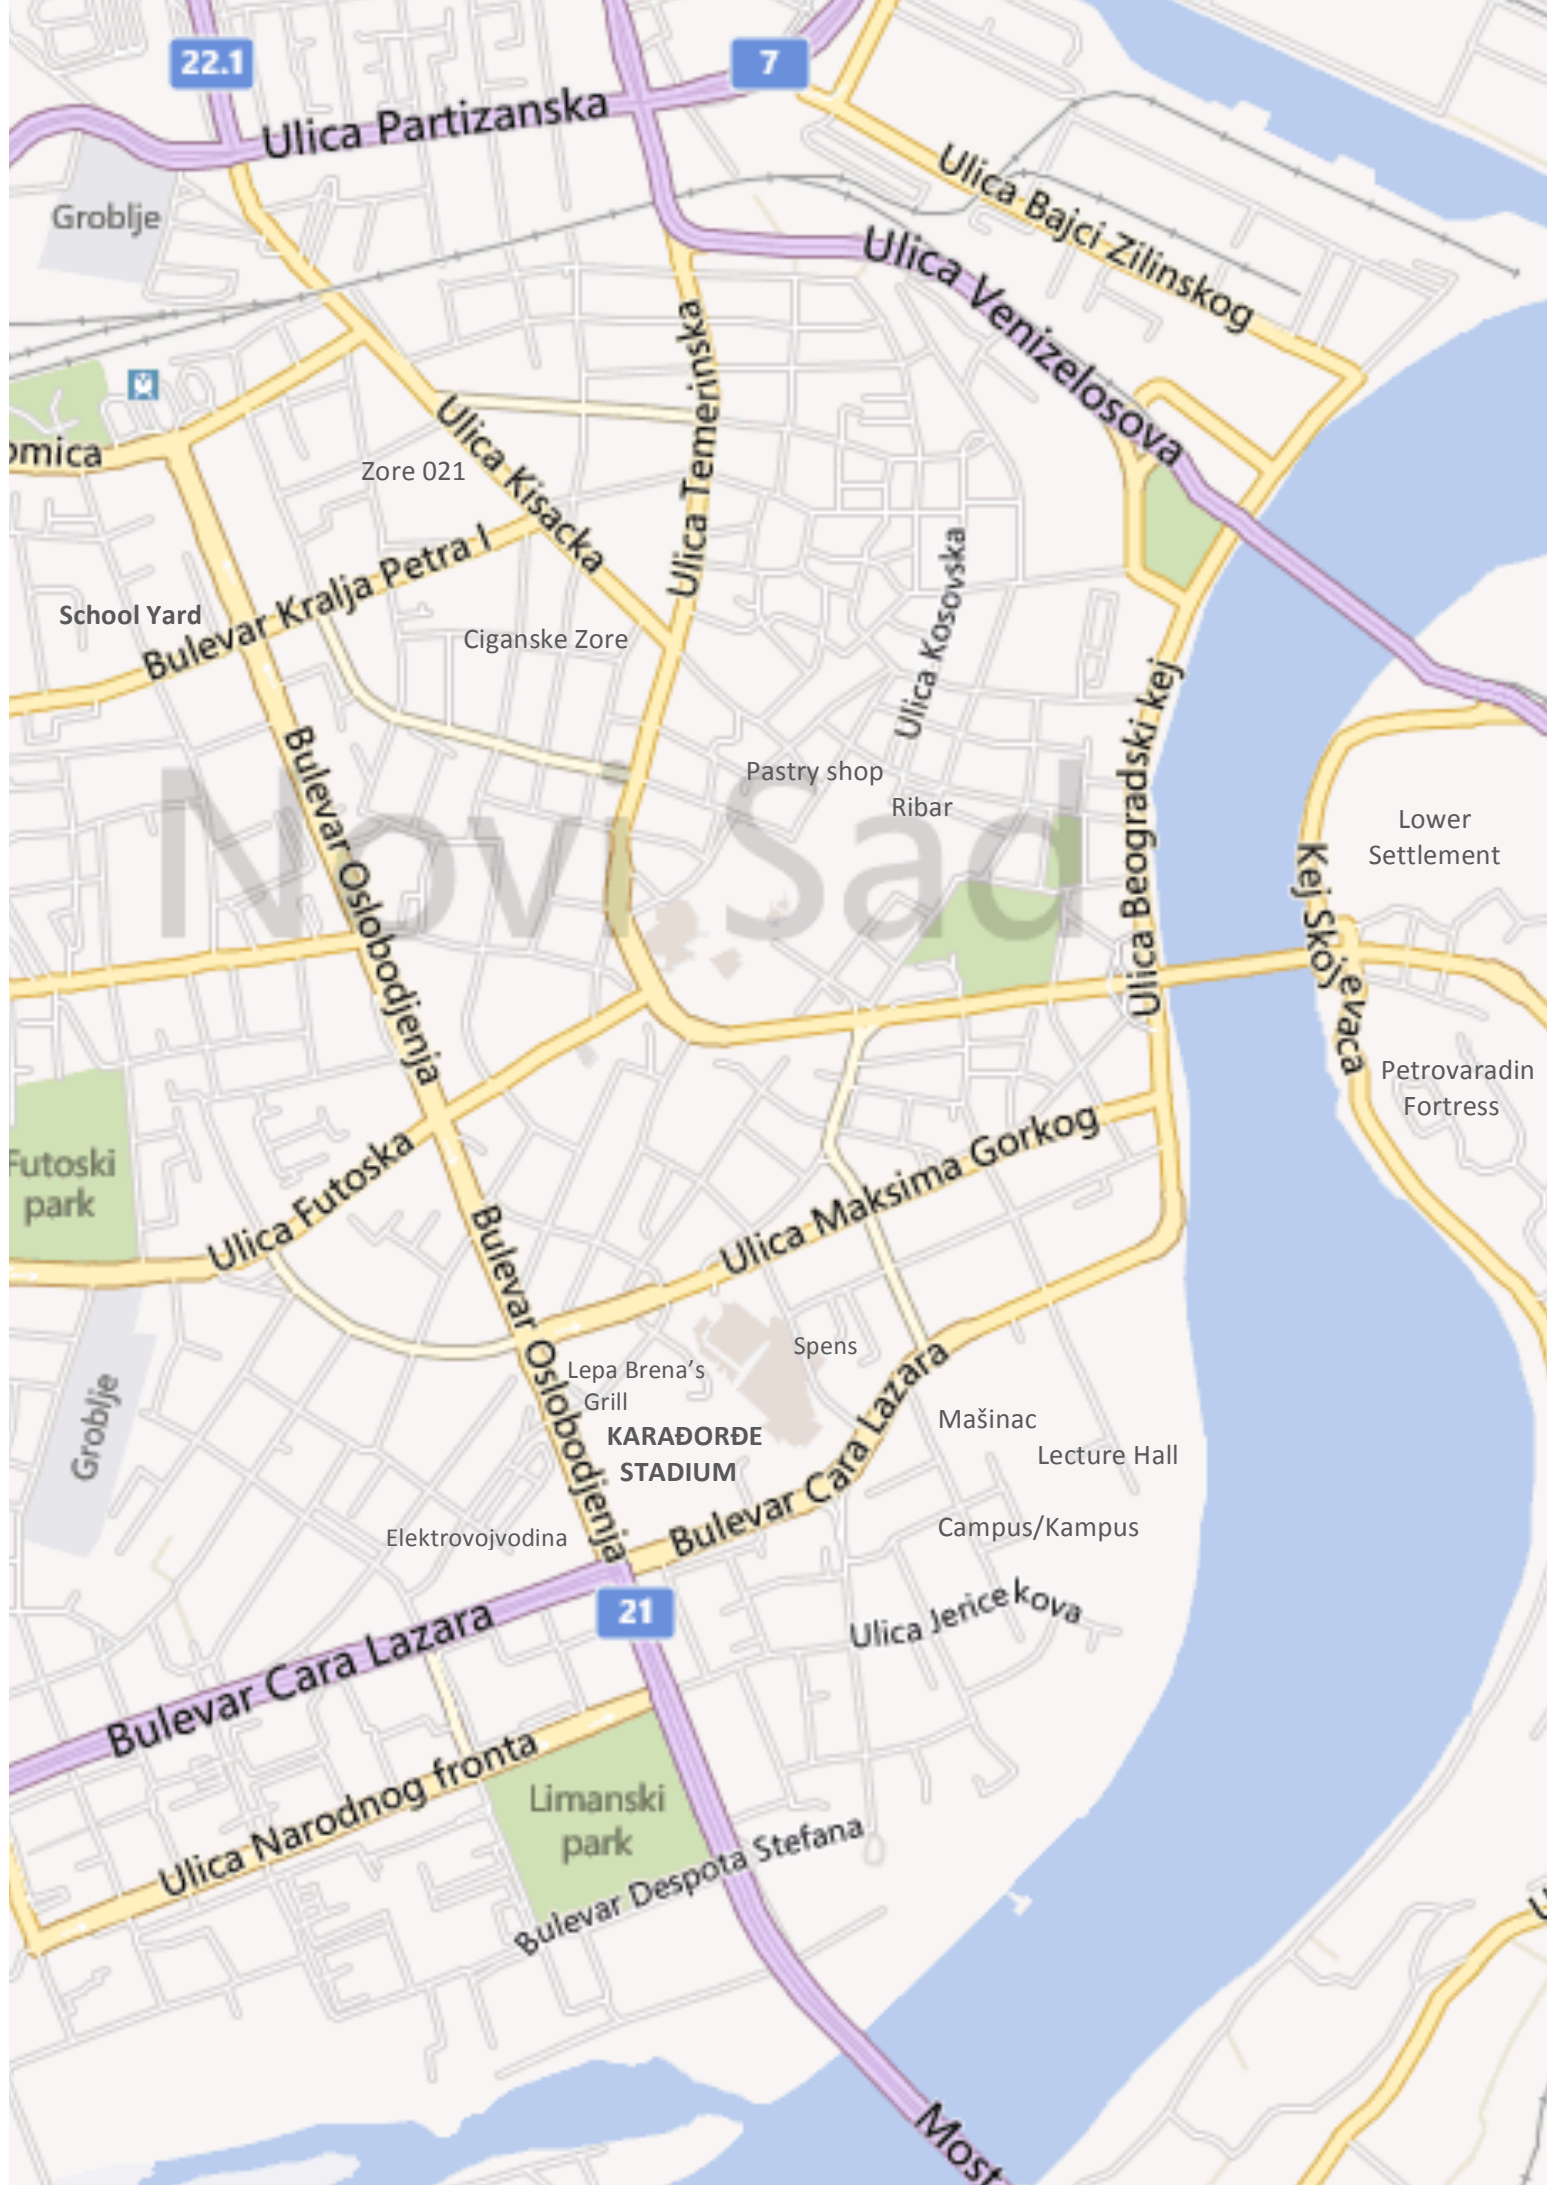 22.1
7
Ulica Partizanska
Ulica Bajci Zilinskog
Groblje
Ulica Venizelosova
Ulica Temerinska
omica
Ulica Kisacka
Zore 021
Bulevar Kralja Petra I
Ulica Kosovska
School Yard
Ciganske Zore
Ulica Beogradski kej
Bulevar Oslobodjenja
Pastry shop
Ribar
Novi Sad
Lower
Settlement
Kej Skojevaca
Petrovaradin
Fortress
Futoski
park
Ulica Futoska
Ulica Maksima Gorkog
Bulevar Oslobodjenja
Spens
Lepa Brena’s
Grill
KARAĐORĐE
STADIUM
Groblje
Bulevar Cara Lazara
Mašinac
Lecture Hall
Elektrovojvodina
Campus/Kampus
21
Ulica Jericekova
Bulevar Cara Lazara
Ulica Narodnog fronta
Limanski
park
Bulevar Despota Stefana
U
Most